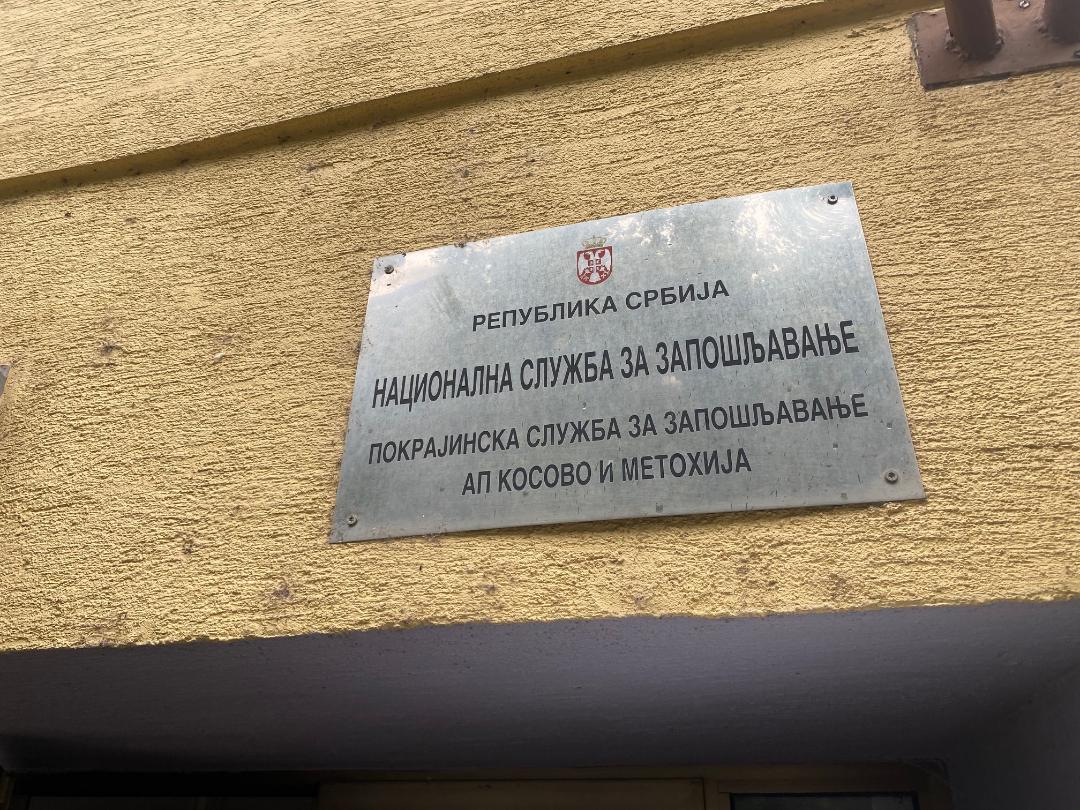 РЕПУБЛИКА СРБИЈА
НАЦИОНАЛНА СЛУЖБА ЗА ЗАПОШЉАВАЊЕ
ПОКРАЈИНСКА СЛУЖБА ЗА ЗАПОШЉАВАЊЕ
АП КОСОВО И МЕТОХИЈА